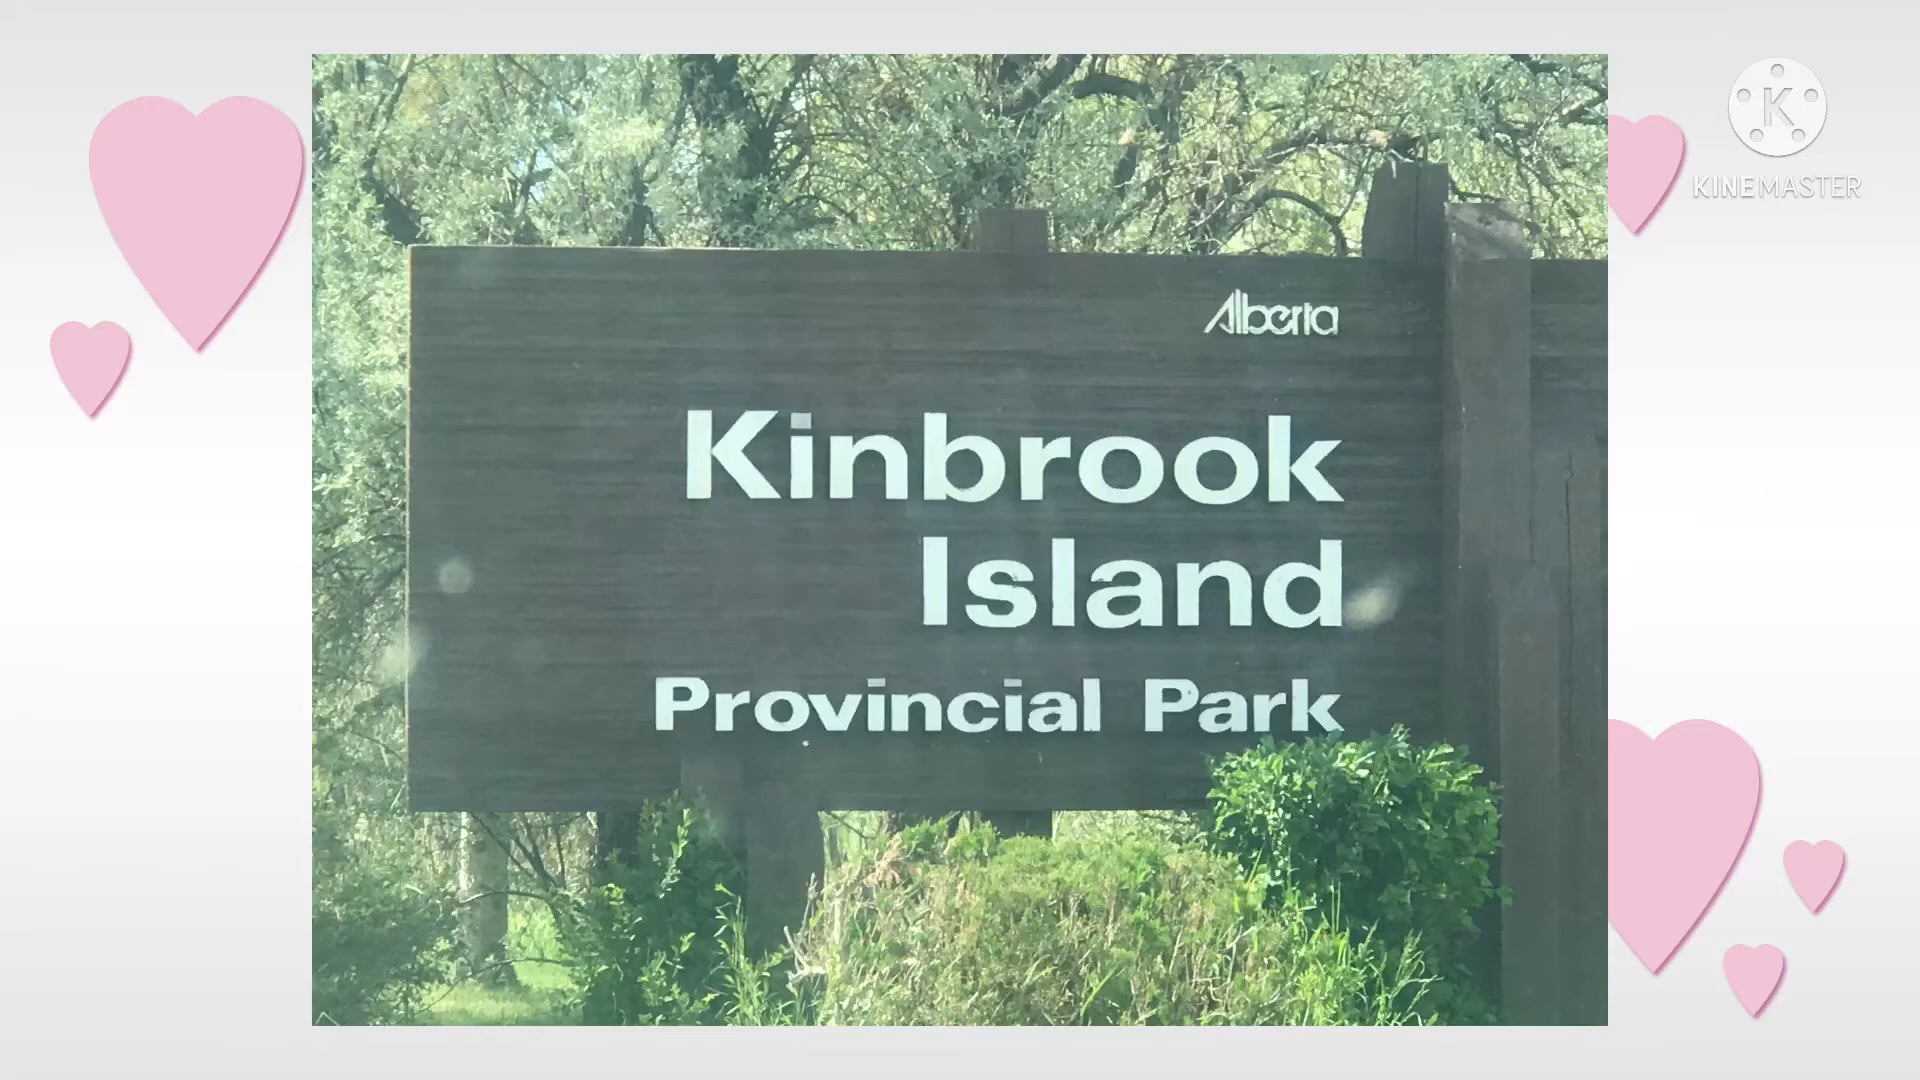 K
KINEMASTER
Alberta
Kinbrook
Island
Provincial Park